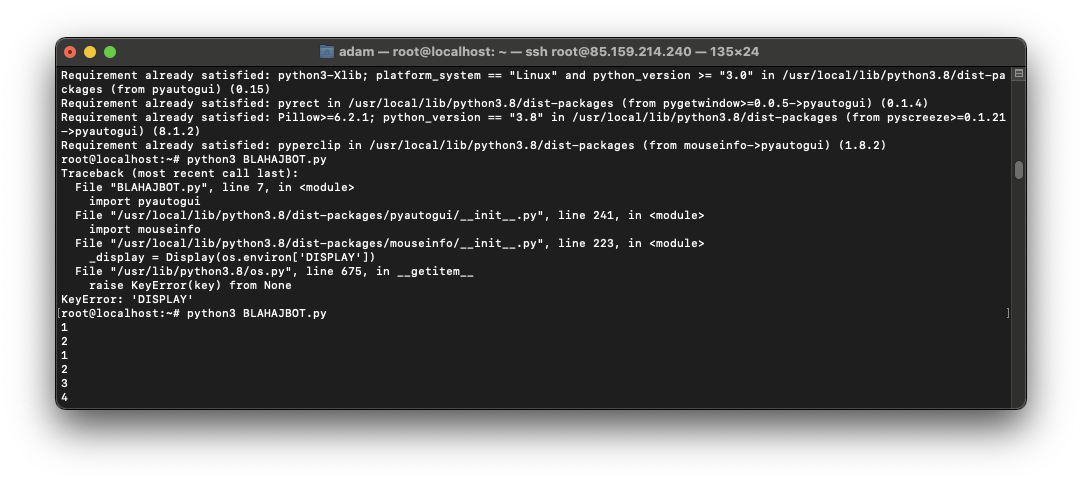 adam — root@localhost: ~ — ssh root@85.159.214.240 — 135×24
Requirement already satisfied: python3-Xlib; platform_system == "Linux" and python_version >= "3.0" in /usr/local/lib/python3.8/dist-pa
ckages (from pyautogui) (0.15)
Requirement already satisfied: pyrect in /usr/local/lib/python3.8/dist-packages (from pygetwindow>=0.0.5->pyautogui) (0.1.4)
Requirement already satisfied: Pillow>=6.2.1; python_version == "3.8" in /usr/local/lib/python3.8/dist-packages (from pyscreeze>=0.1.21
->pyautogui) (8.1.2)
Requirement already satisfied: pyperclip in /usr/local/lib/python3.8/dist-packages (from mouseinfo->pyautogui) (1.8.2)
root@localhost:~# python3 BLAHAJBOT.py
Traceback (most recent call last):
  File "BLAHAJBOT.py", line 7, in <module>
    import pyautogui
  File "/usr/local/lib/python3.8/dist-packages/pyautogui/__init__.py", line 241, in <module>
    import mouseinfo
  File "/usr/local/lib/python3.8/dist-packages/mouseinfo/__init__.py", line 223, in <module>
    _display = Display(os.environ['DISPLAY'])
  File "/usr/lib/python3.8/os.py", line 675, in __getitem__
    raise KeyError(key) from None
KeyError: 'DISPLAY'
[root@localhost:~# python3 BLAHAJBOT.py ]
1
2
1
2
3
4